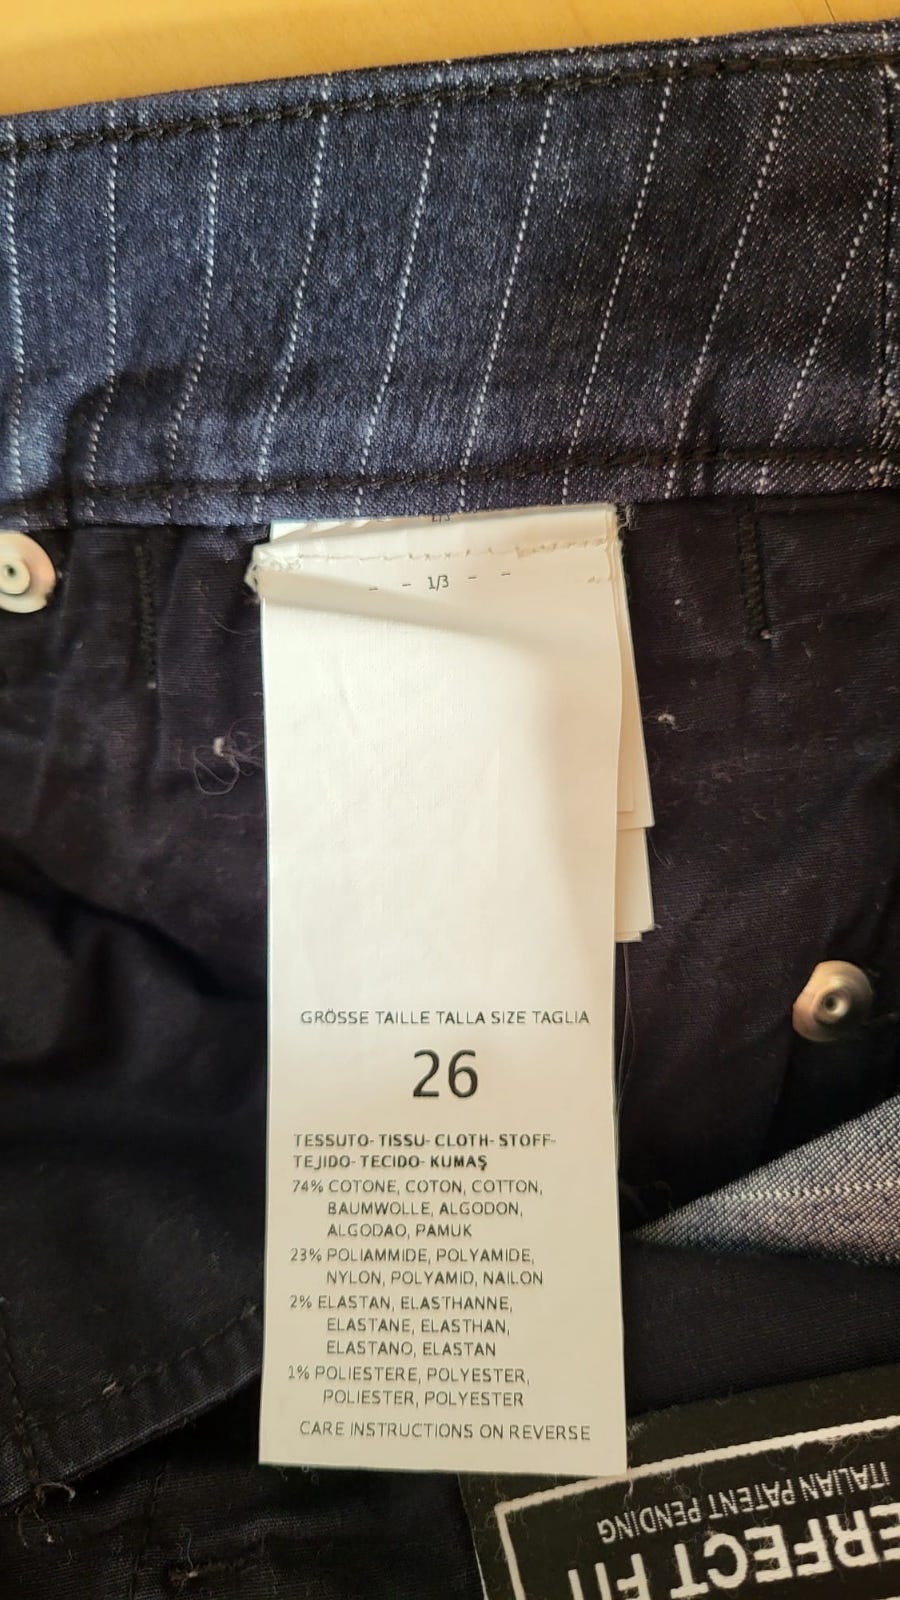 - - 1/3 - -
GRÖSSE TAILLE TALLA SIZE TAGLIA
26
TESSUTO- TISSU- CLOTH- STOFF-
TEJIDO- TECIDO- KUMAŞ
74% COTONE, COTON, COTTON,
BAUMWOLLE, ALGODON,
ALGODAO, PAMUK
23% POLIAMMIDE, POLYAMIDE,
NYLON, POLYAMID, NAILON
2% ELASTAN, ELASTHANNE,
ELASTANE, ELASTHAN,
ELASTANO, ELASTAN
1% POLIESTERE, POLYESTER,
POLIESTER, POLYESTER
CARE INSTRUCTIONS ON REVERSE
FIT
ITALIAN PATENT PENDING